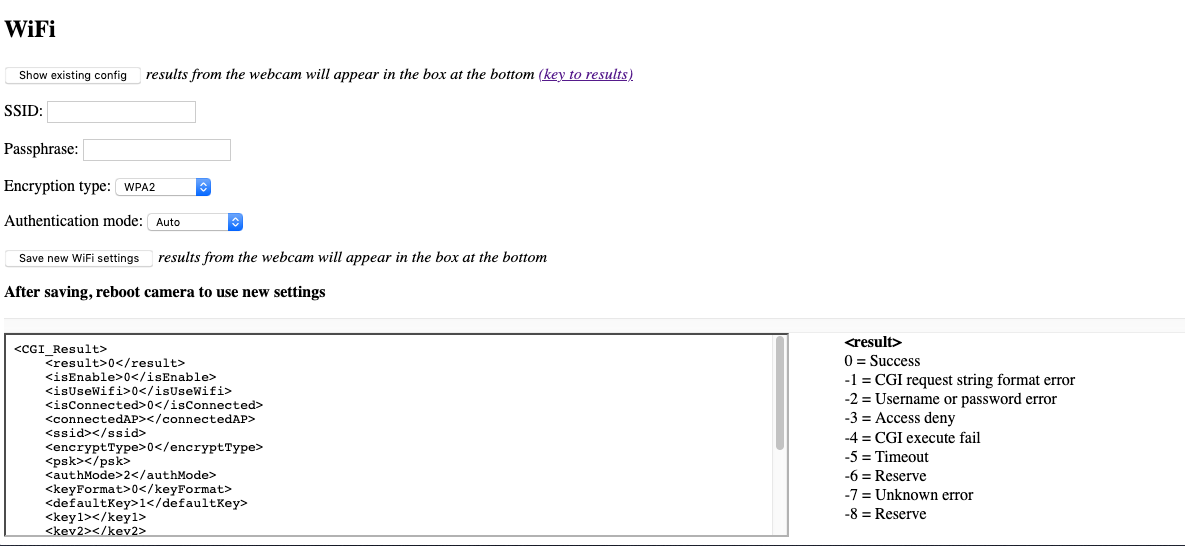 WiFi
Show existing config results from the webcam will appear in the box at the bottom (key to results)
SSID:
Passphrase:
Encryption type: WPA2
Authentication mode: Auto
Save new WiFi settings results from the webcam will appear in the box at the bottom
After saving, reboot camera to use new settings
<CGI_Result>
<result>0</result>
<isEnable>0</isEnable>
<isUseWifi>0</isUseWifi>
<isConnected>0</isConnected>
<connectedAP></connectedAP>
<ssid></ssid>
<encryptType>0</encryptType>
<psk></psk>
<authMode>2</authMode>
<keyFormat>0</keyFormat>
<defaultKey>1</defaultKey>
<key1></key1>
<key2></key2>
<result>
0 = Success
-1 = CGI request string format error
-2 = Username or password error
-3 = Access deny
-4 = CGI execute fail
-5 = Timeout
-6 = Reserve
-7 = Unknown error
-8 = Reserve